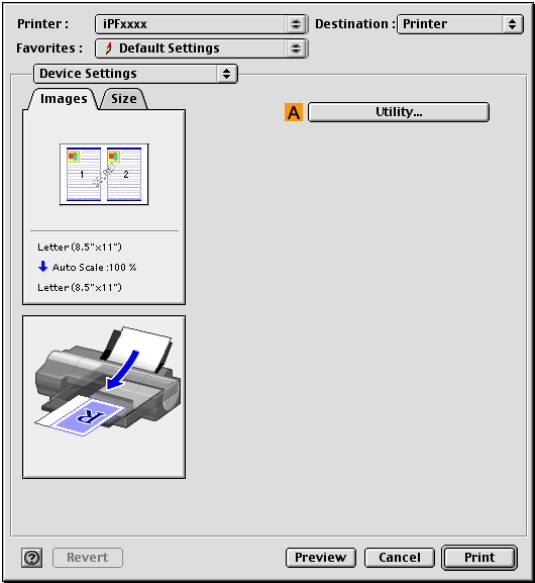 Printer : iPFxxxx Destination : Printer
Favorites : Default Settings
Device Settings
Images Size
A Utility...
1 2
SECRET
Letter (8.5"x11")
Auto Scale :100 %
Letter (8.5"x11")
R
? Revert Preview Cancel Print